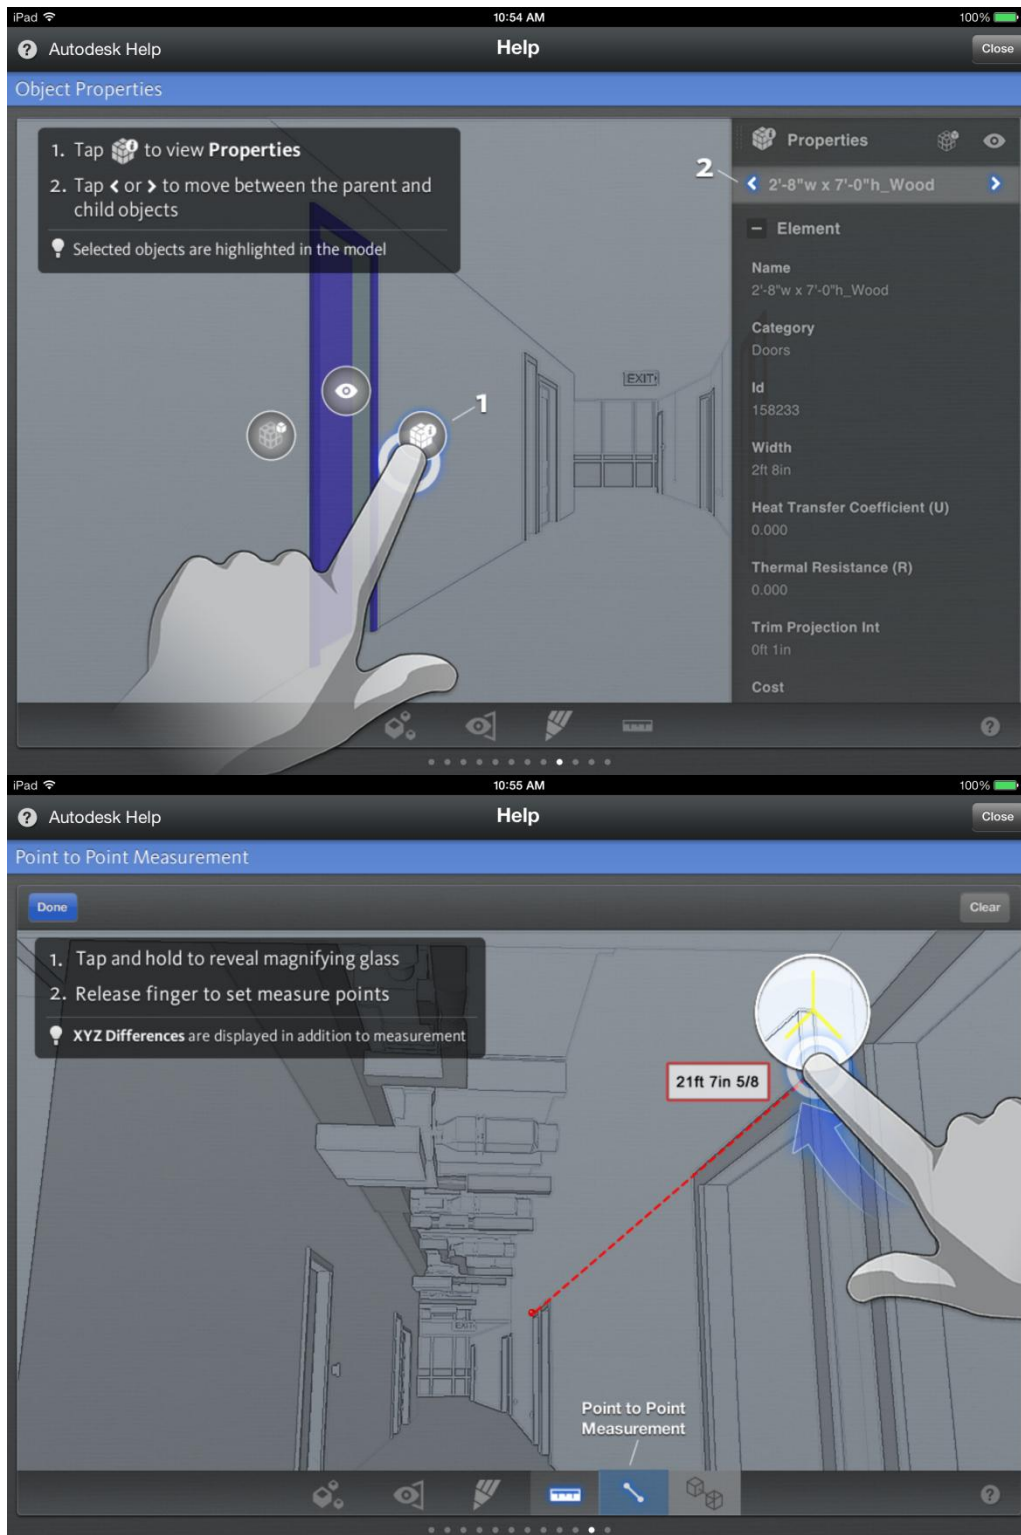 iPad 10:54 AM 100%
? Autodesk Help Help Close
Object Properties
1. Tap to view Properties
2. Tap < or > to move between the parent and
child objects
Selected objects are highlighted in the model
1
EXIT
Properties
2
2'-8"w x 7'-0"h_Wood
Element
Name
2'-8"w x 7'-0"h_Wood
Category
Doors
Id
158233
Width
2ft 8in
Heat Transfer Coefficient (U)
0.000
Thermal Resistance (R)
0.000
Trim Projection Int
0ft 1in
Cost
?
iPad 10:55 AM 100%
? Autodesk Help Help Close
Point to Point Measurement
Done Clear
1. Tap and hold to reveal magnifying glass
2. Release finger to set measure points
XYZ Differences are displayed in addition to measurement
21ft 7in 5/8
EXIT
Point to Point
Measurement
?